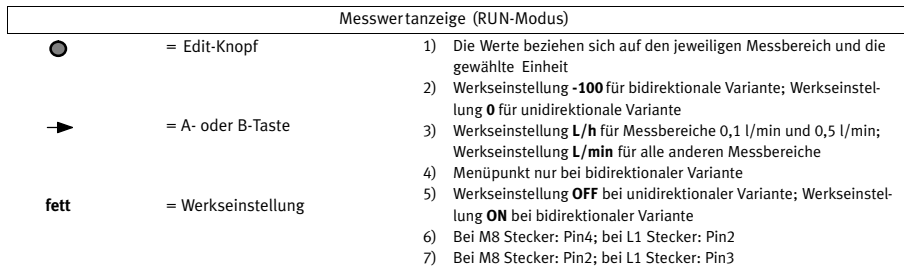 Messwertanzeige (RUN-Modus)
= Edit-Knopf
= A- oder B-Taste
fett = Werkseinstellung
1) Die Werte beziehen sich auf den jeweiligen Messbereich und die
gewählte Einheit
2) Werkseinstellung -100 für bidirektionale Variante; Werkseinstel-
lung 0 für unidirektionale Variante
3) Werkseinstellung L/h für Messbereiche 0,1 l/min und 0,5 l/min;
Werkseinstellung L/min für alle anderen Messbereiche
4) Menüpunkt nur bei bidirektionaler Variante
5) Werkseinstellung OFF bei unidirektionaler Variante; Werkseinstel-
lung ON bei bidirektionaler Variante
6) Bei M8 Stecker: Pin4; bei L1 Stecker: Pin2
7) Bei M8 Stecker: Pin2; bei L1 Stecker: Pin3